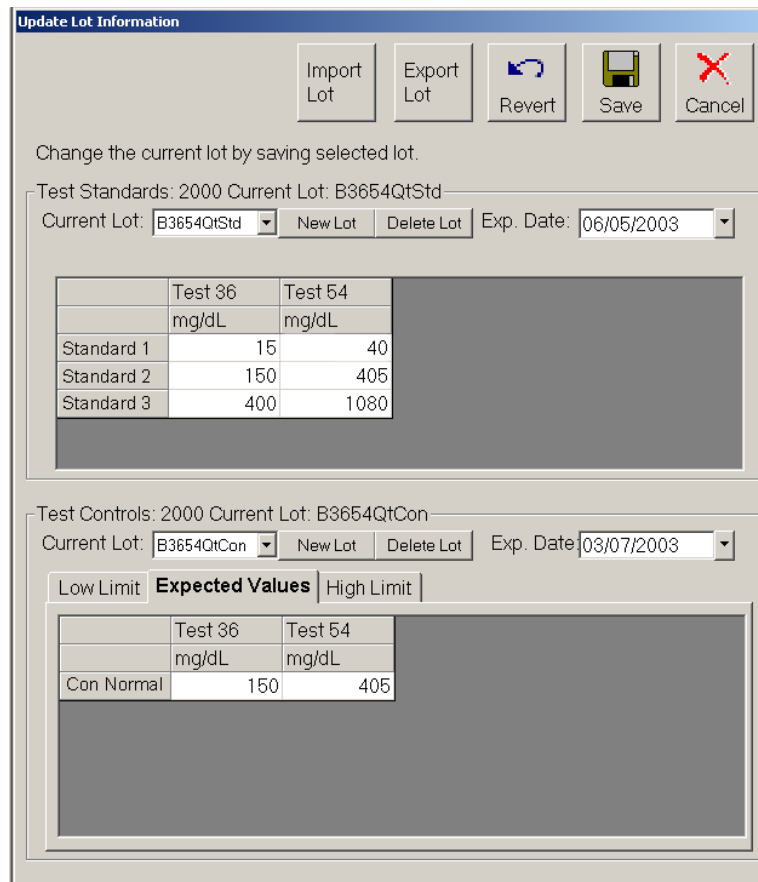 Update Lot Information
Import Lot Export Lot Revert Save Cancel
Change the current lot by saving selected lot.
Test Standards: 2000 Current Lot: B3654QtStd
Current Lot: B3654QtStd New Lot Delete Lot Exp. Date: 06/05/2003
Test 36 Test 54
mg/dL mg/dL
Standard 1 15 40
Standard 2 150 405
Standard 3 400 1080
Test Controls: 2000 Current Lot: B3654QtCon
Current Lot: B3654QtCon New Lot Delete Lot Exp. Date: 03/07/2003
Low Limit Expected Values High Limit
Test 36 Test 54
mg/dL mg/dL
Con Normal 150 405